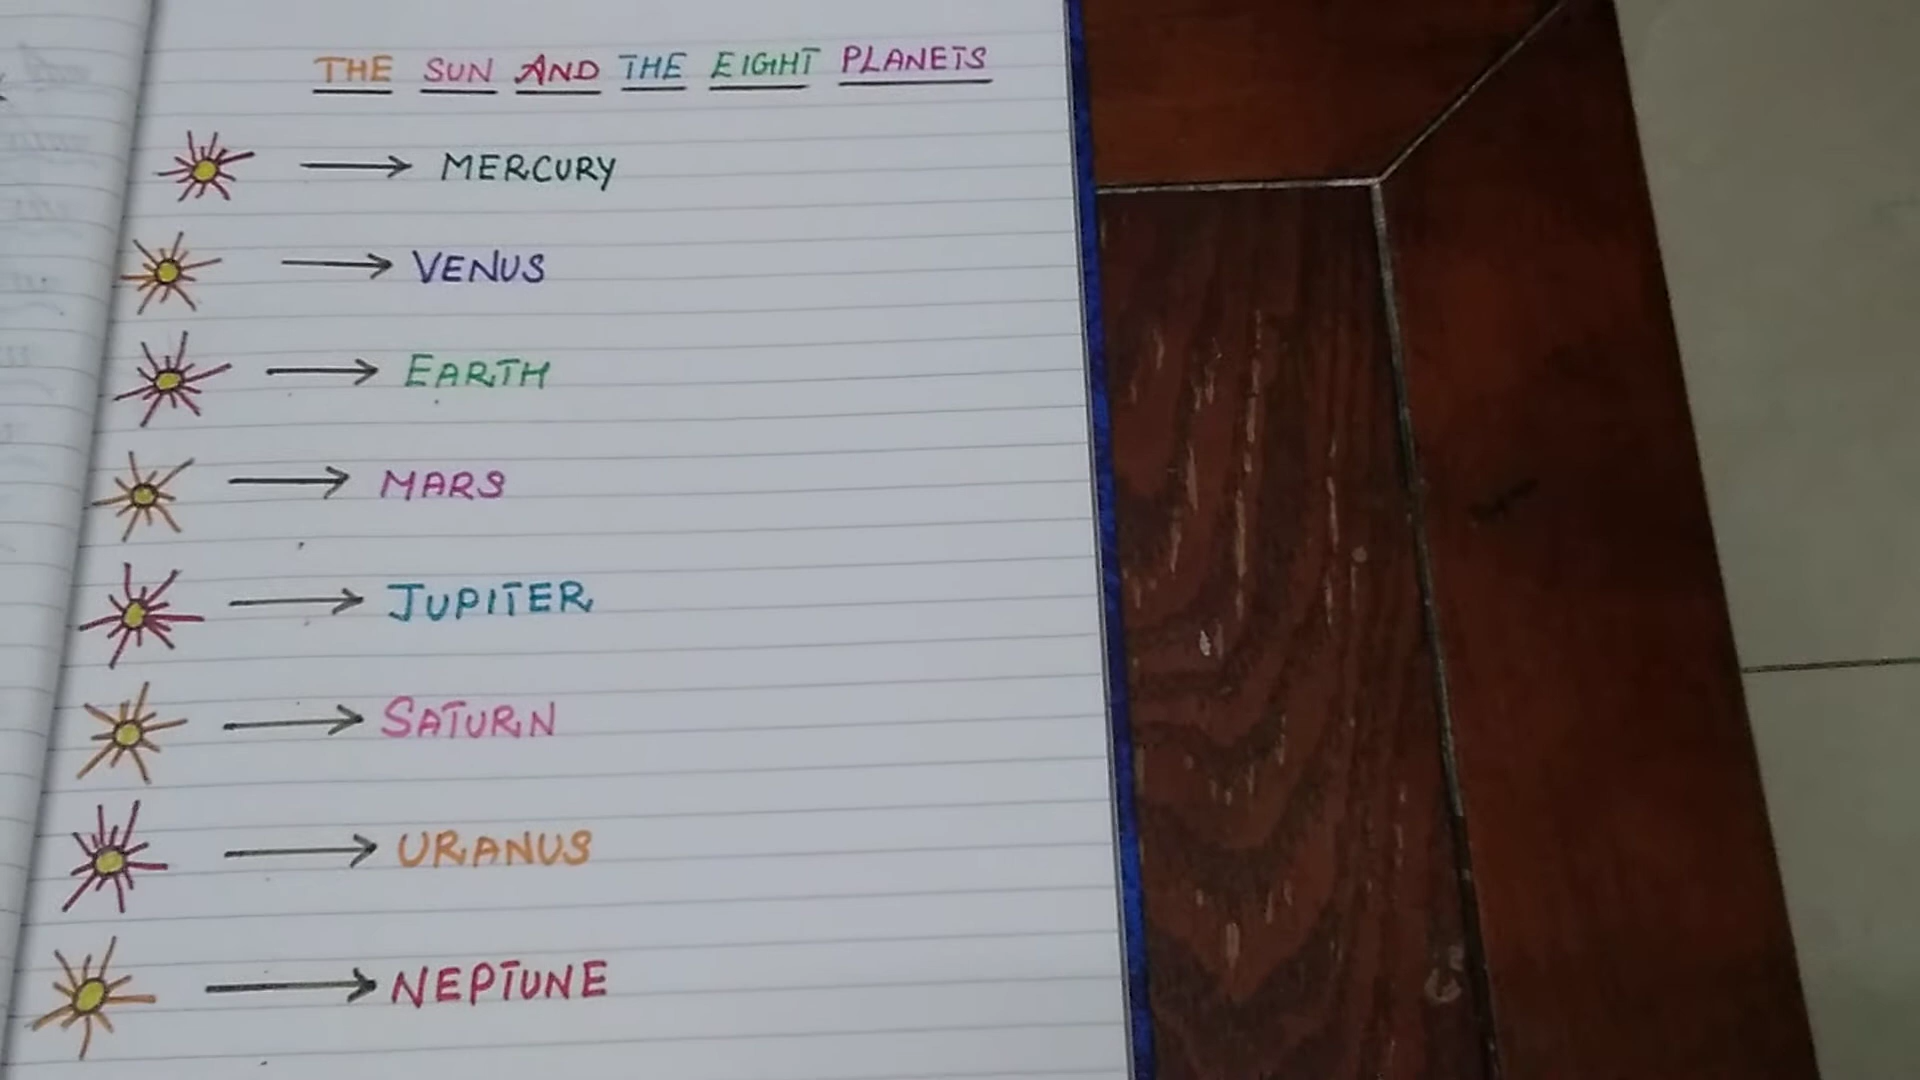 THE SUN AND THE EIGHT PLANETS
MERCURY
VENUS
EARTH
MARS
JUPITER
SATURN
URANUS
NEPTUNE